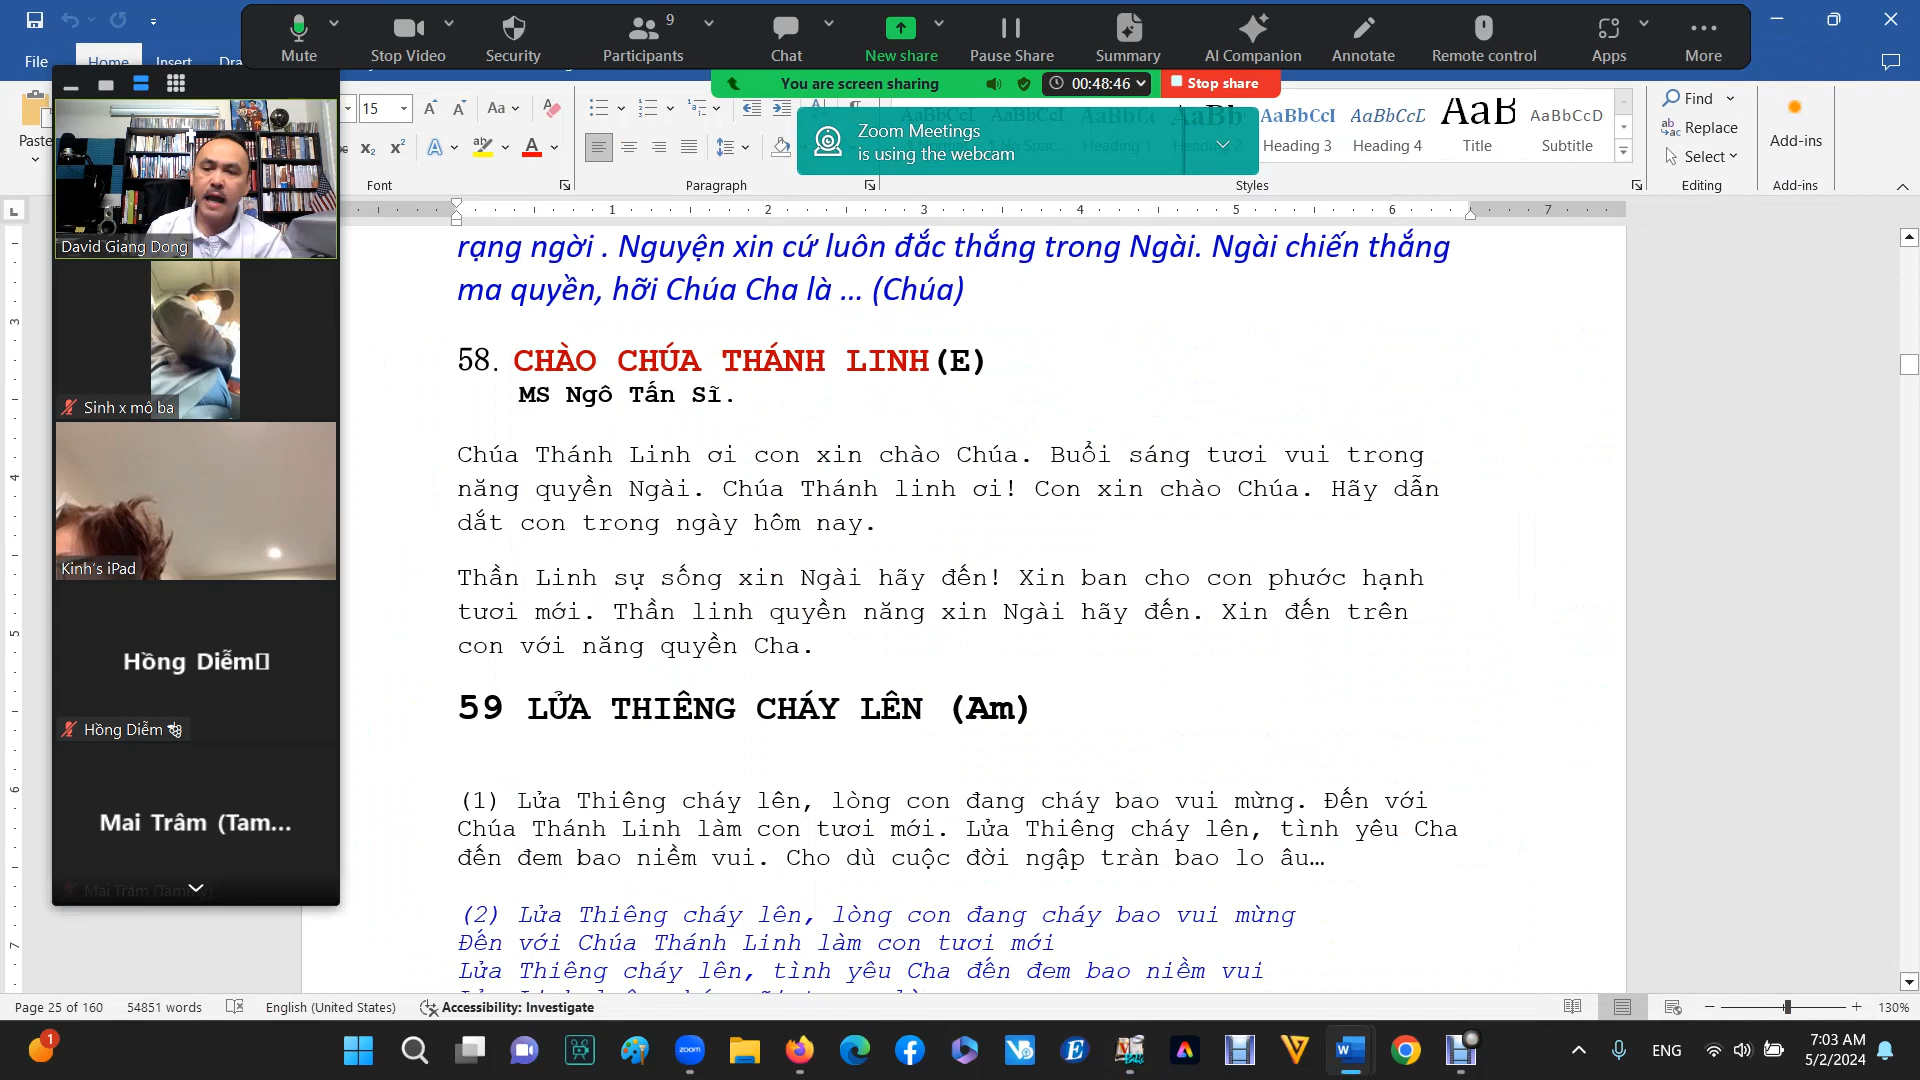 Mute
Stop Video
Security
Participants
9
Chat
New share
Pause Share
Summary
AI Companion
Annotate
Remote control
Apps
More
File
Home
Insert
You are screen sharing
00:48:46
Stop share
Zoom Meetings
is using the webcam
Paste
15
Aa
Font
Paragraph
Styles
AaBbCcI
Heading 3
AaBbCcD
Heading 4
AaB
Title
AaBbCcD
Subtitle
Find
Replace
Select
Editing
Add-ins
Add-ins
David Giang Dong
Sinh x mô ba
Kinh's iPad
Hồng Diễm
Hồng Diễm
Mai Trâm (Tam...
Mai Trâm (Tammy)
1 2 3 4 5 6 7
rạng ngời . Nguyện xin cứ luôn đắc thắng trong Ngài. Ngài chiến thắng
ma quyền, hỡi Chúa Cha là ... (Chúa)
58. CHÀO CHÚA THÁNH LINH(E)
MS Ngô Tấn Sĩ.
Chúa Thánh Linh ơi con xin chào Chúa. Buổi sáng tươi vui trong
năng quyền Ngài. Chúa Thánh linh ơi! Con xin chào Chúa. Hãy dẫn
dắt con trong ngày hôm nay.
Thần Linh sự sống xin Ngài hãy đến! Xin ban cho con phước hạnh
tươi mới. Thần linh quyền năng xin Ngài hãy đến. Xin đến trên
con với năng quyền Cha.
59 LỬA THIÊNG CHÁY LÊN (Am)
(1) Lửa Thiêng cháy lên, lòng con đang cháy bao vui mừng. Đến với
Chúa Thánh Linh làm con tươi mới. Lửa Thiêng cháy lên, tình yêu Cha
đến đem bao niềm vui. Cho dù cuộc đời ngập tràn bao lo âu…
(2) Lửa Thiêng cháy lên, lòng con đang cháy bao vui mừng
Đến với Chúa Thánh Linh làm con tươi mới
Lửa Thiêng cháy lên, tình yêu Cha đến đem bao niềm vui
Page 25 of 160
54851 words
English (United States)
Accessibility: Investigate
130%
1
zoom
ENG
7:03 AM
5/2/2024